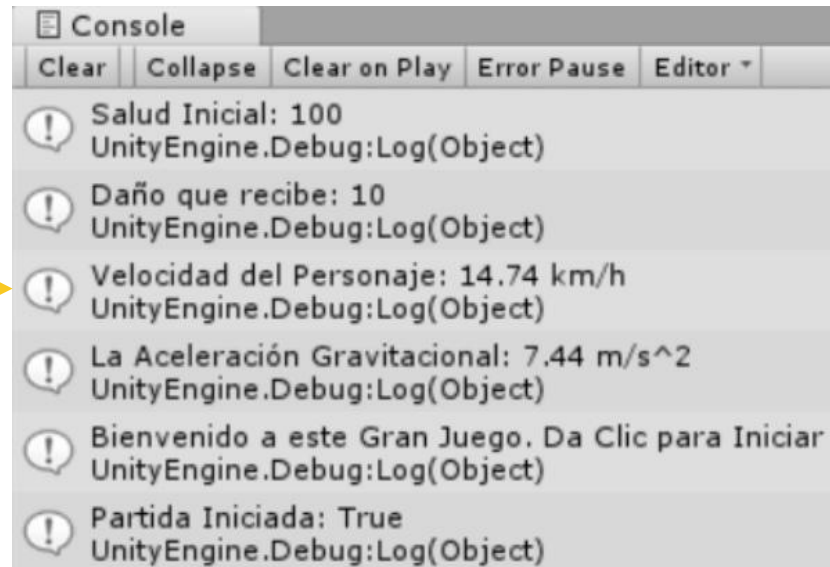 Console
Clear Collapse Clear on Play Error Pause Editor
Salud Inicial: 100
UnityEngine.Debug:Log(Object)
Daño que recibe: 10
UnityEngine.Debug:Log(Object)
Velocidad del Personaje: 14.74 km/h
UnityEngine.Debug:Log(Object)
La Aceleración Gravitacional: 7.44 m/s^2
UnityEngine.Debug:Log(Object)
Bienvenido a este Gran Juego. Da Clic para Iniciar
UnityEngine.Debug:Log(Object)
Partida Iniciada: True
UnityEngine.Debug:Log(Object)